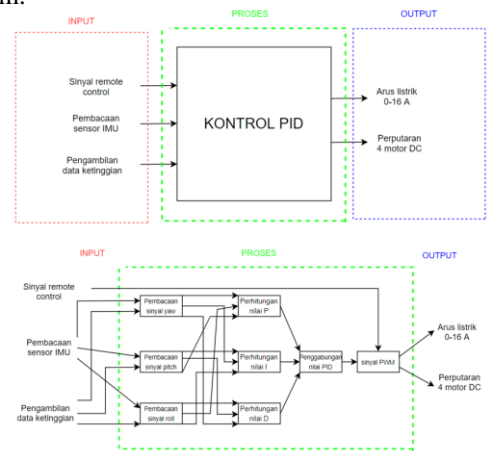 INPUT
PROSES
OUTPUT
Sinyal remote
control
Pembacaan
sensor IMU
Pengambilan
data ketinggian
KONTROL PID
Arus listrik
0-16 A
Perputaran
4 motor DC
INPUT
PROSES
OUTPUT
Sinyal remote
control
Pembacaan
sensor IMU
Pengambilan
data ketinggian
Pembacaan
sinyal yaw
Pembacaan
sinyal pitch
Pembacaan
sinyal roll
Perhitungan
nilai P
Perhitungan
nilai I
Perhitungan
nilai D
Penggabungan
nilai PID
sinyal PWM
Arus listrik
0-16 A
Perputaran
4 motor DC